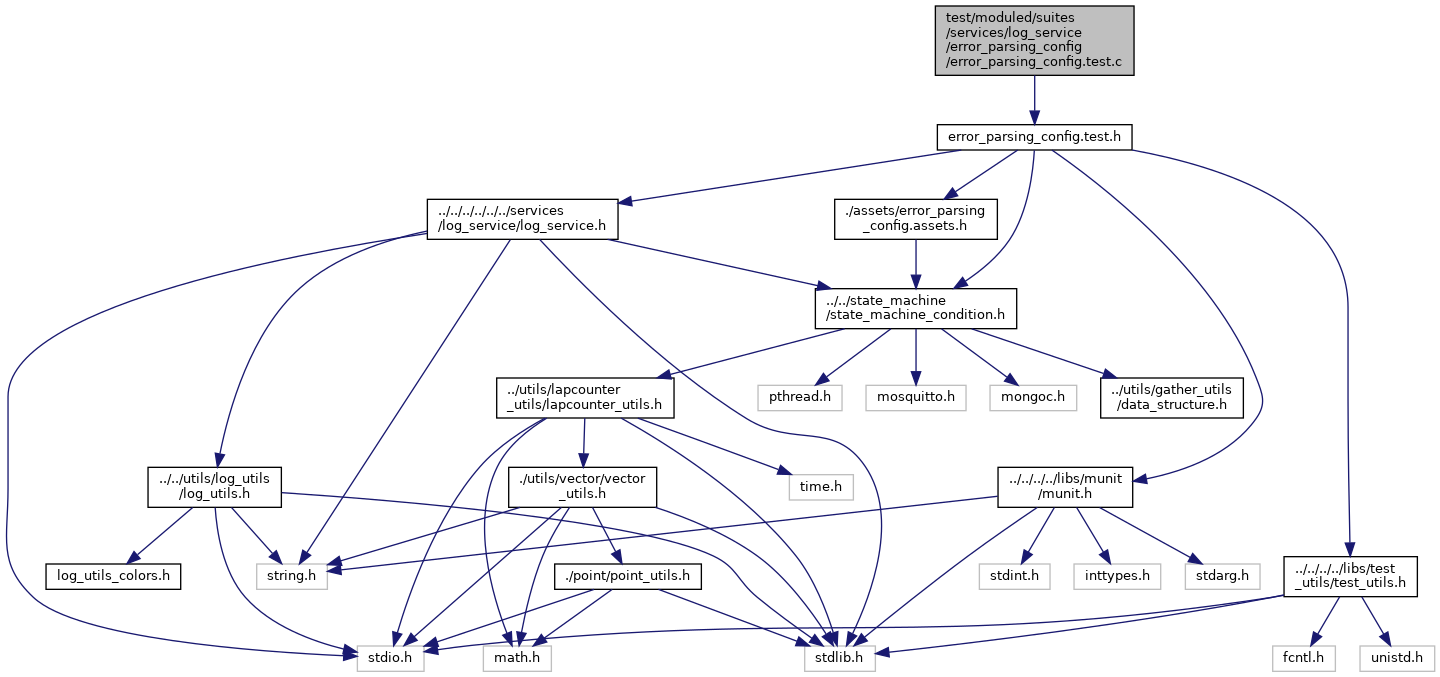 test/moduled/suites
/services/log_service
/error_parsing_config
/error_parsing_config.test.c
error_parsing_config.test.h
../../../../../../services
/log_service/log_service.h
./assets/error_parsing
_config.assets.h
../../state_machine
/state_machine_condition.h
../utils/lapcounter
_utils/lapcounter_utils.h
pthread.h
mosquitto.h
mongoc.h
../utils/gather_utils
/data_structure.h
../../utils/log_utils
/log_utils.h
./utils/vector/vector
_utils.h
time.h
../../../../libs/munit
/munit.h
log_utils_colors.h
string.h
./point/point_utils.h
stdint.h
inttypes.h
stdarg.h
../../../../libs/test
_utils/test_utils.h
stdio.h
math.h
stdlib.h
fcntl.h
unistd.h